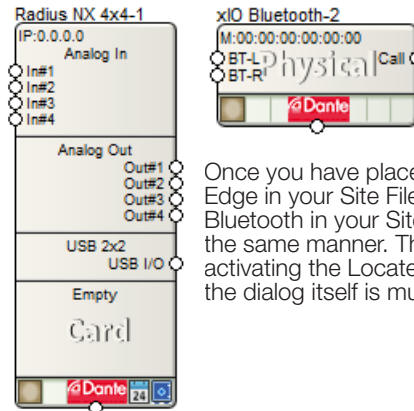 Radius NX 4x4-1
IP:0.0.0.0
Analog In
In#1
In#2
In#3
In#4
Analog Out
Out#1
Out#2
Out#3
Out#4
USB 2x2
USB I/O
Empty
Card
Dante
24
xIO Bluetooth-2
M:00:00:00:00:00:00
BT-L
BT-R
Physical
Call
Dante
Once you have place
Edge in your Site File
Bluetooth in your Site
the same manner. Th
activating the Locate
the dialog itself is mu